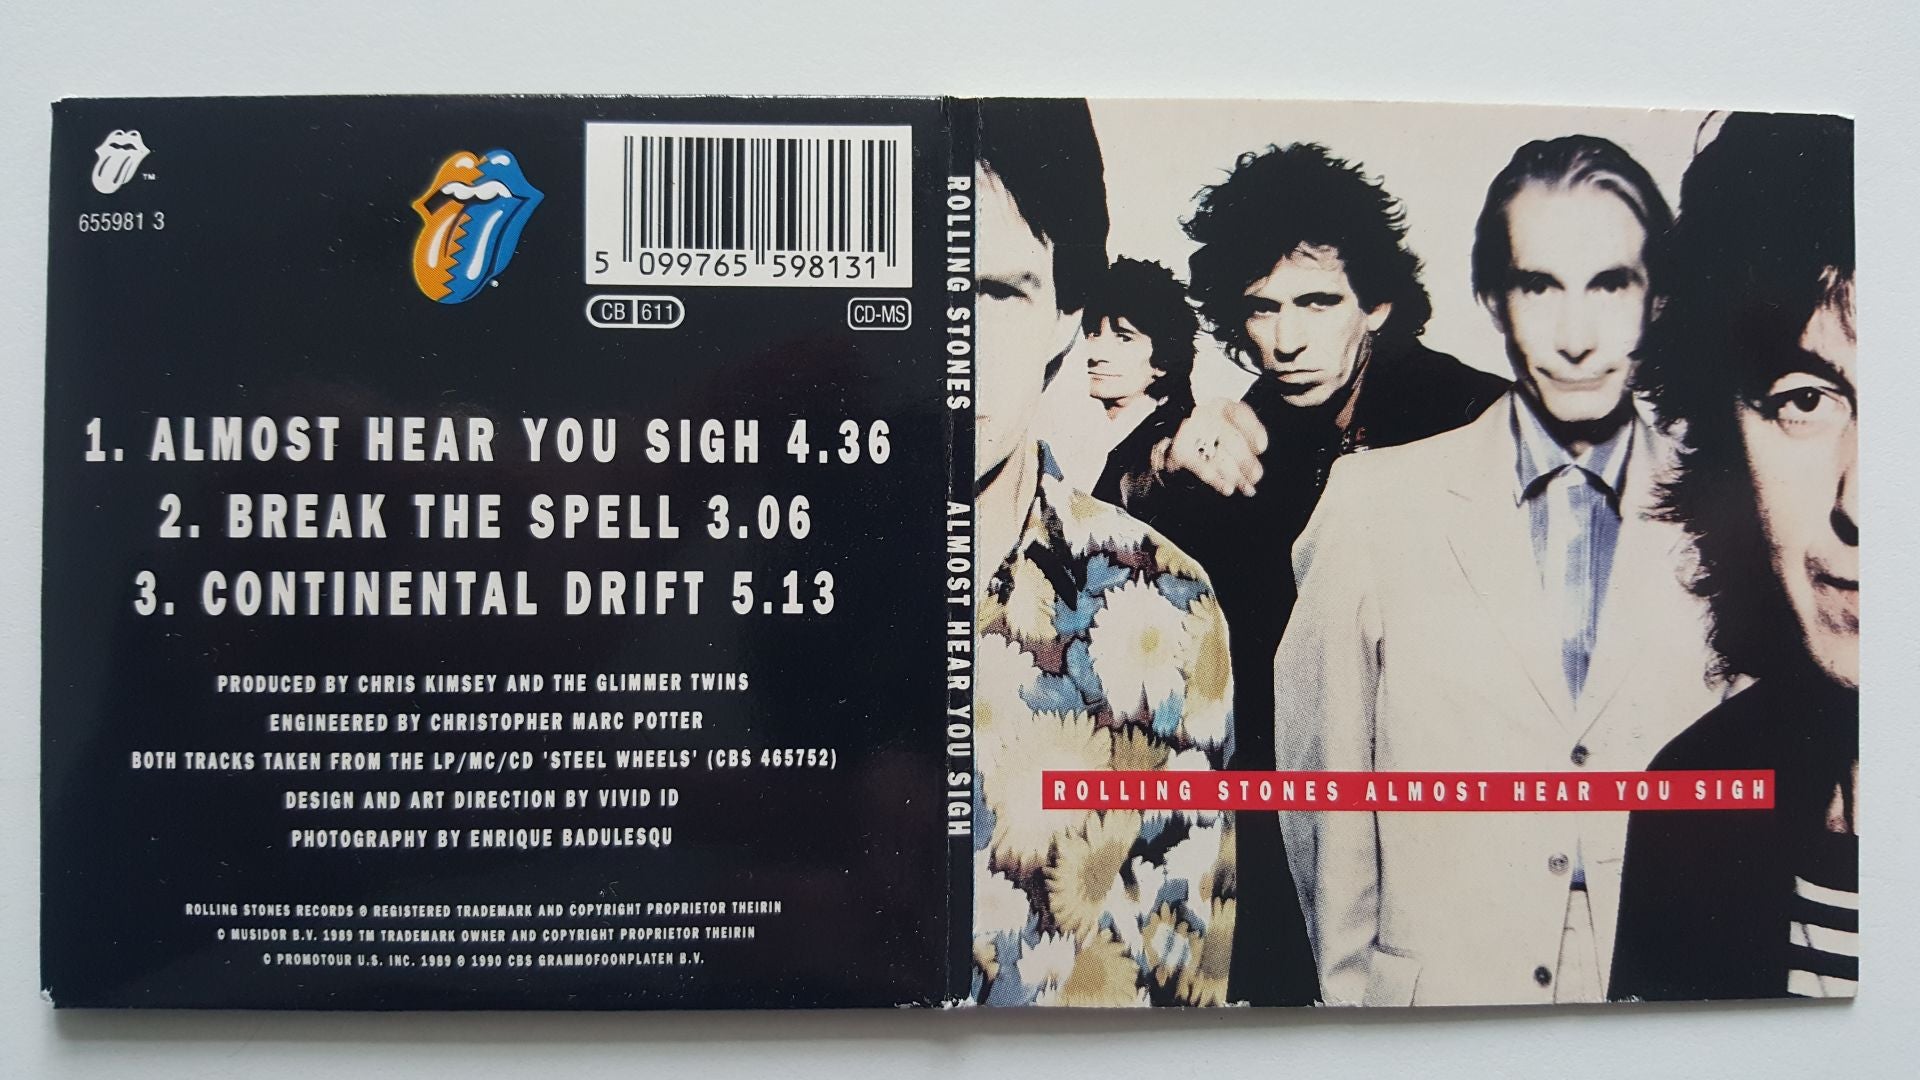 TM
655981 3
5 099765 598131
CB 611
CD-MS
1. ALMOST HEAR YOU SIGH 4.36
2. BREAK THE SPELL 3.06
3. CONTINENTAL DRIFT 5.13
PRODUCED BY CHRIS KIMSEY AND THE GLIMMER TWINS
ENGINEERED BY CHRISTOPHER MARC POTTER
BOTH TRACKS TAKEN FROM THE LP/MC/CD 'STEEL WHEELS' (CBS 465752)
DESIGN AND ART DIRECTION BY VIVID ID
PHOTOGRAPHY BY ENRIQUE BADULESQU
ROLLING STONES RECORDS ® REGISTERED TRADEMARK AND COPYRIGHT PROPRIETOR THEIRIN
© MUSIDOR B.V. 1989 TM TRADEMARK OWNER AND COPYRIGHT PROPRIETOR THEIRIN
© PROMOTOUR U.S. INC. 1989 ℗ 1990 CBS GRAMMOFOONPLATEN B.V.
ROLLING STONES ALMOST HEAR YOU SIGH
ROLLING STONES ALMOST HEAR YOU SIGH